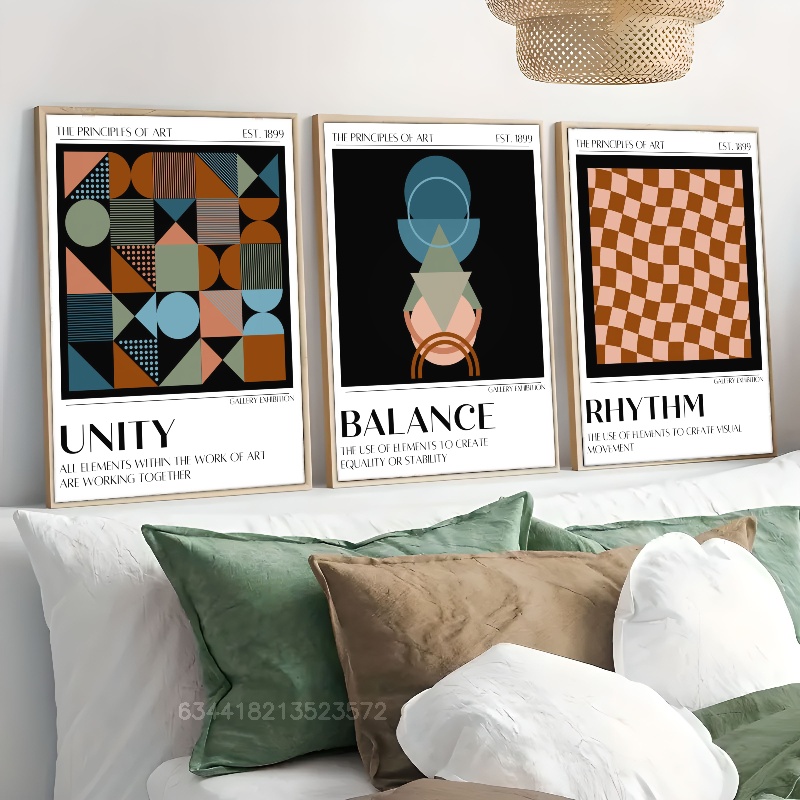 THE PRINCIPLES OF ART EST. 1899
GALLERY EXHIBITION
UNITY
ALL ELEMENTS WITHIN THE WORK OF ART
ARE WORKING TOGETHER
THE PRINCIPLES OF ART EST. 1899
GALLERY EXHIBITION
BALANCE
THE USE OF ELEMENTS TO CREATE
EQUALITY OR STABILITY
THE PRINCIPLES OF ART EST. 1899
GALLERY EXHIBITION
RHYTHM
THE USE OF ELEMENTS TO CREATE VISUAL
MOVEMENT
634418213523572